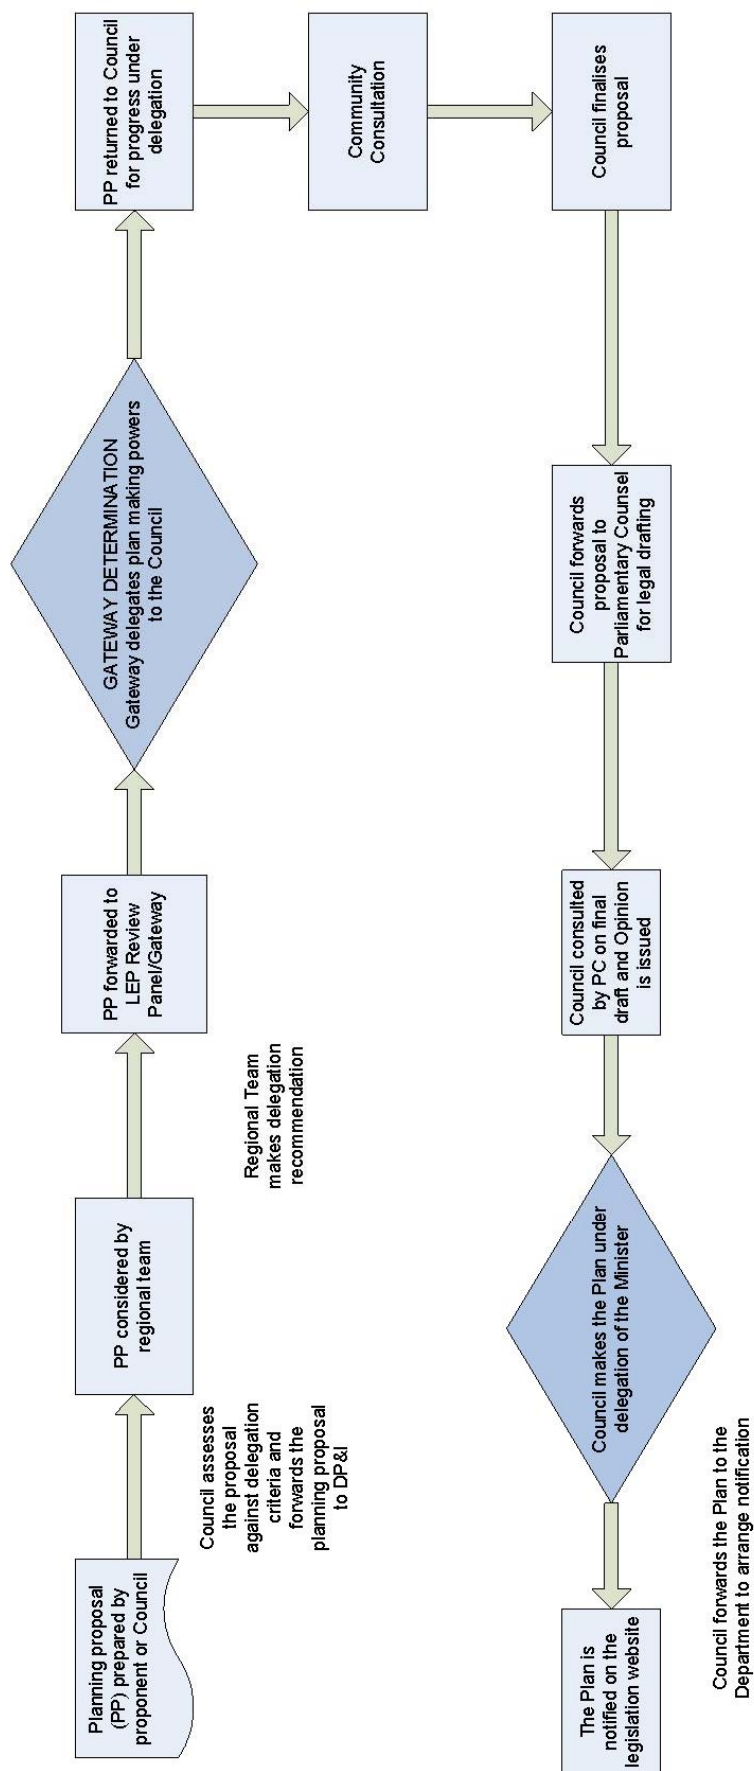 Planning proposal
(PP) prepared by
proponent or Council
Council assesses
the proposal
against delegation
criteria and
forwards the
planning proposal
to DP&I
PP considered by
regional team
Regional Team
makes delegation
recommendation
PP forwarded to
LEP Review
Panel/Gateway
GATEWAY DETERMINATION
Gateway delegates plan making powers
to the Council
PP returned to Council
for progress under
delegation
Community
Consultation
Council finalises
proposal
Council forwards
proposal to
Parliamentary Counsel
for legal drafting
Council consulted
by PC on final
draft and Opinion
is issued
Council makes the Plan under
delegation of the Minister
Council forwards the Plan to the
Department to arrange notification
The Plan is
notified on the
legislation website